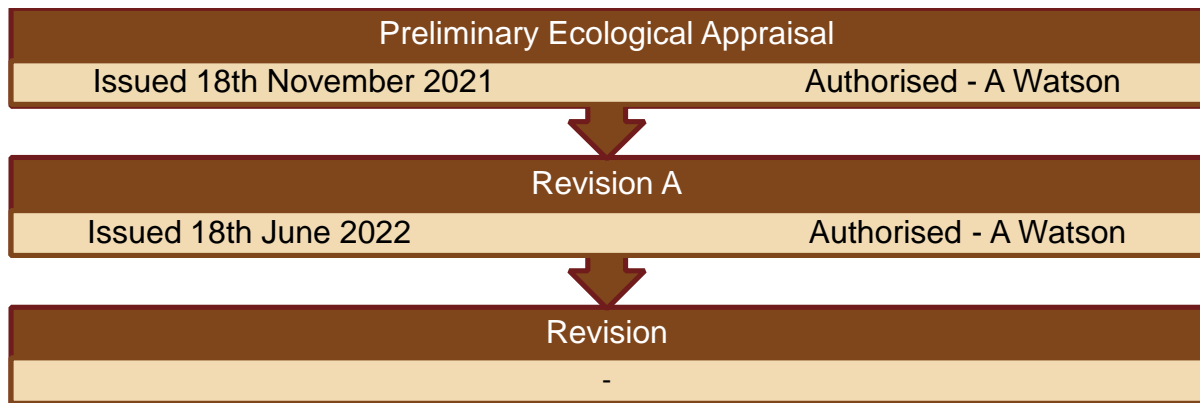 Preliminary Ecological Appraisal
Issued 18th November 2021 Authorised - A Watson
Revision A
Issued 18th June 2022 Authorised - A Watson
Revision
-